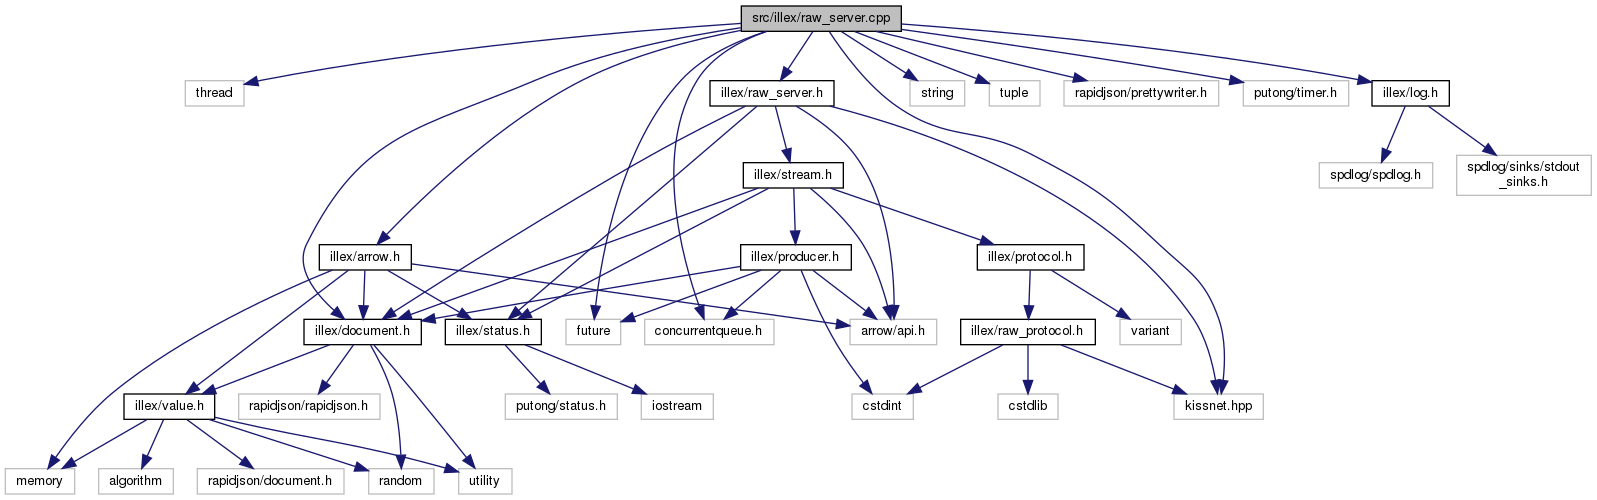 src/illex/raw_server.cpp
thread
illex/raw_server.h
string
tuple
rapidjson/prettywriter.h
putong/timer.h
illex/log.h
illex/stream.h
spdlog/spdlog.h
spdlog/sinks/stdout
_sinks.h
illex/arrow.h
illex/producer.h
illex/protocol.h
illex/document.h
illex/status.h
future
concurrentqueue.h
arrow/api.h
illex/raw_protocol.h
variant
illex/value.h
rapidjson/rapidjson.h
putong/status.h
iostream
cstdint
cstdlib
kissnet.hpp
memory
algorithm
rapidjson/document.h
random
utility